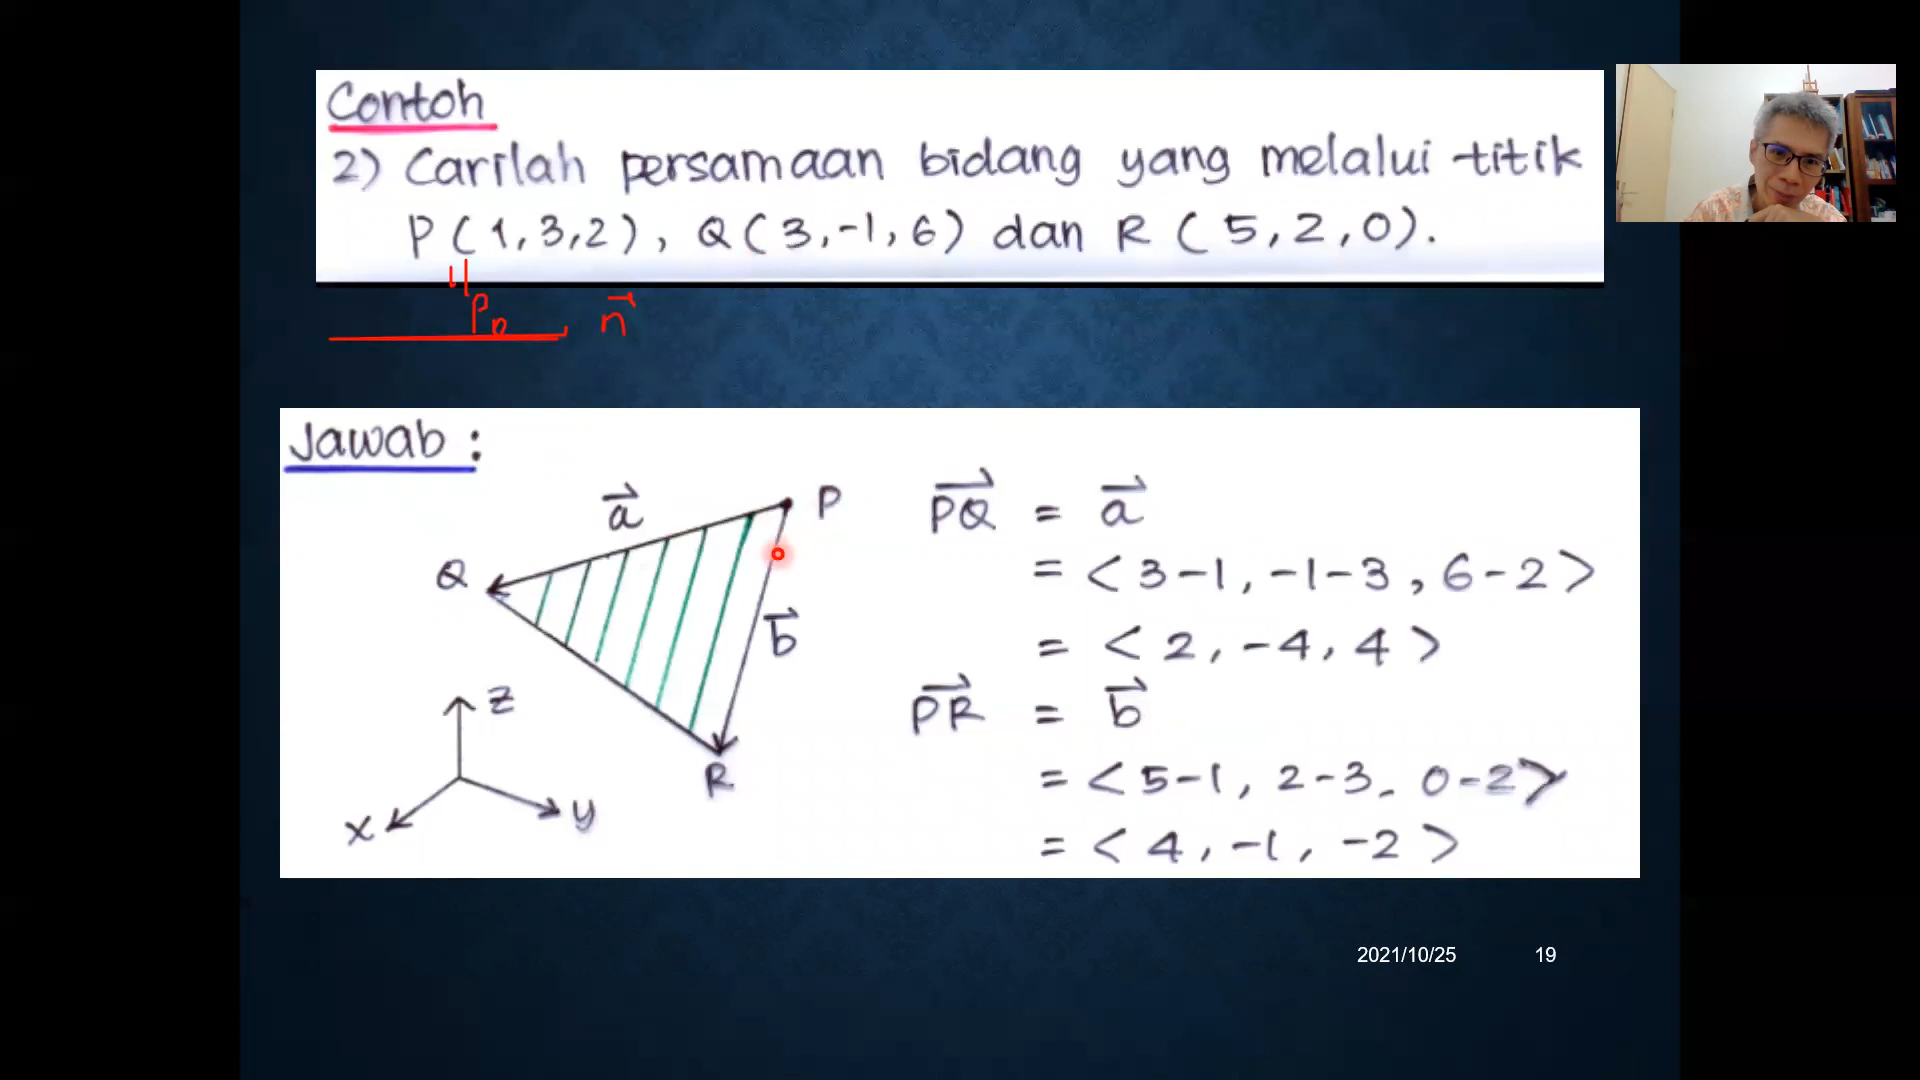 Contoh
2) Carilah persamaan bidang yang melalui titik
P(1,3,2), Q(3,-1,6) dan R(5,2,0).
P₀ n⃗
Jawab:
a⃗ P
Q
b⃗
R
z
x y
PQ⃗ = a⃗
= <3-1, -1-3, 6-2>
= <2, -4, 4>
PR⃗ = b⃗
= <5-1, 2-3, 0-2>
= <4, -1, -2>
2021/10/25 19